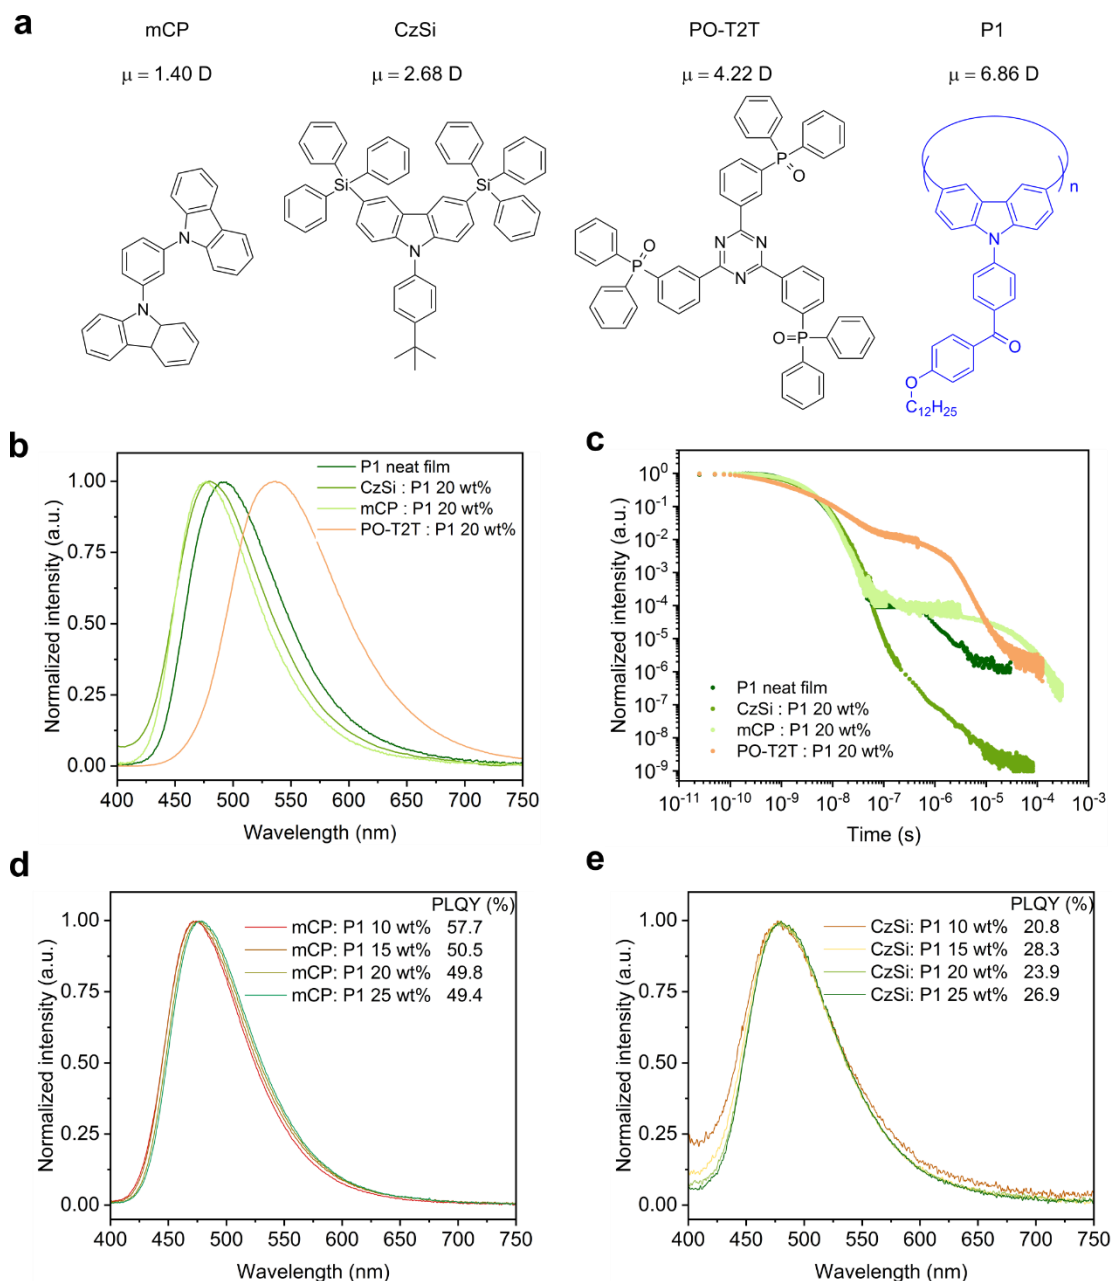 a
mCP
CzSi
PO-T2T
P1
μ = 1.40 D
μ = 2.68 D
μ = 4.22 D
μ = 6.86 D
N
N
Si
Si
N
P
O
N
N
N
O
P
O=P
n
N
O
O
C12H25
b
Normalized intensity (a.u.)
1.00
0.75
0.50
0.25
0.00
P1 neat film
CzSi : P1 20 wt%
mCP : P1 20 wt%
PO-T2T : P1 20 wt%
400 450 500 550 600 650 700 750
Wavelength (nm)
c
Normalized intensity (a.u.)
10^0
10^-1
10^-2
10^-3
10^-4
10^-5
10^-6
10^-7
10^-8
10^-9
P1 neat film
CzSi : P1 20 wt%
mCP : P1 20 wt%
PO-T2T : P1 20 wt%
10^-11 10^-10 10^-9 10^-8 10^-7 10^-6 10^-5 10^-4 10^-3
Time (s)
d
Normalized intensity (a.u.)
1.00
0.75
0.50
0.25
0.00
PLQY (%)
mCP: P1 10 wt% 57.7
mCP: P1 15 wt% 50.5
mCP: P1 20 wt% 49.8
mCP: P1 25 wt% 49.4
400 450 500 550 600 650 700 750
Wavelength (nm)
e
Normalized intensity (a.u.)
1.00
0.75
0.50
0.25
0.00
PLQY (%)
CzSi: P1 10 wt% 20.8
CzSi: P1 15 wt% 28.3
CzSi: P1 20 wt% 23.9
CzSi: P1 25 wt% 26.9
400 450 500 550 600 650 700 750
Wavelength (nm)